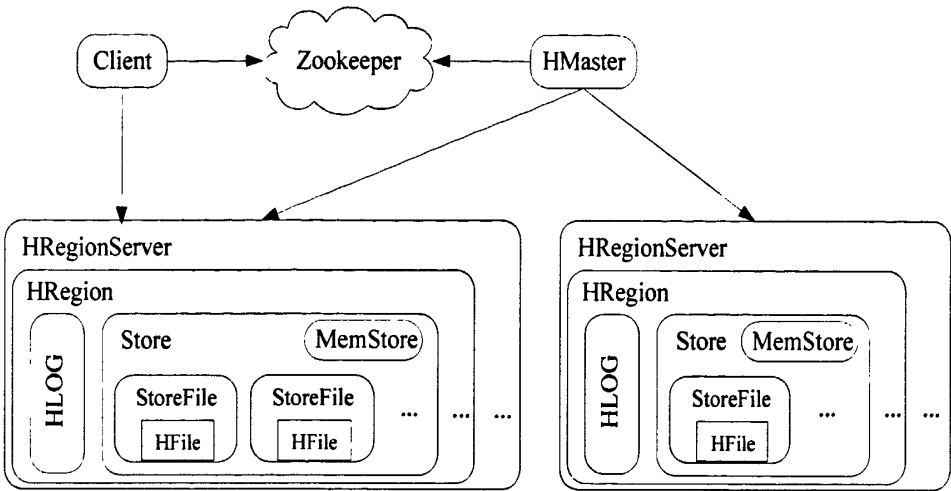 Client
Zookeeper
HMaster
HRegionServer
HRegion
HLOG
Store
MemStore
StoreFile
HFile
StoreFile
HFile
...
...
...
HRegionServer
HRegion
HLOG
Store
MemStore
StoreFile
HFile
...
...
...